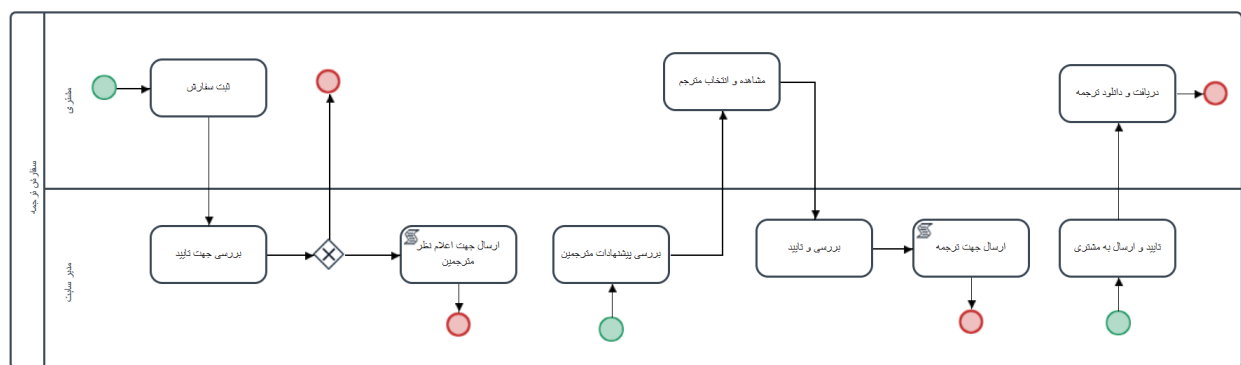 سفارش ترجمه
مشتری
ثبت سفارش
مشاهده و انتخاب مترجم
دریافت و دانلود ترجمه
مدیر سایت
بررسی جهت تایید
ارسال جهت اعلام نظر
مترجمین
بررسی پیشنهادات مترجمین
بررسی و تایید
ارسال جهت ترجمه
تایید و ارسال به مشتری